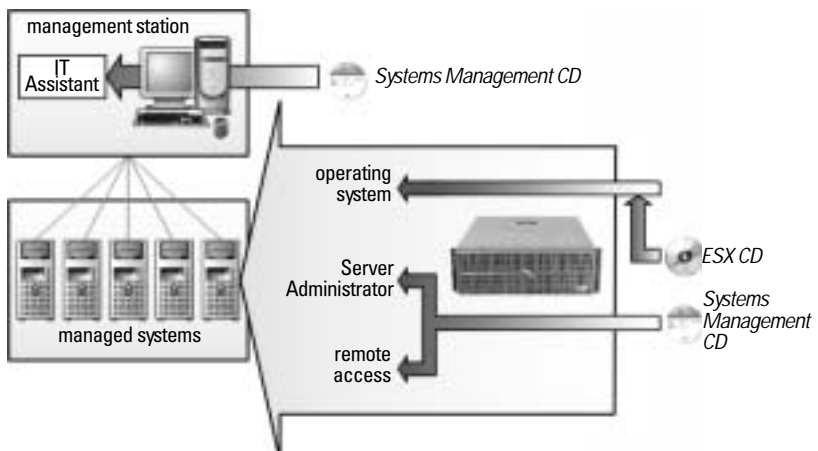 management station
IT
Assistant
Systems Management CD
operating
system
ESX CD
Server
Administrator
Systems
Management
CD
managed systems
remote
access